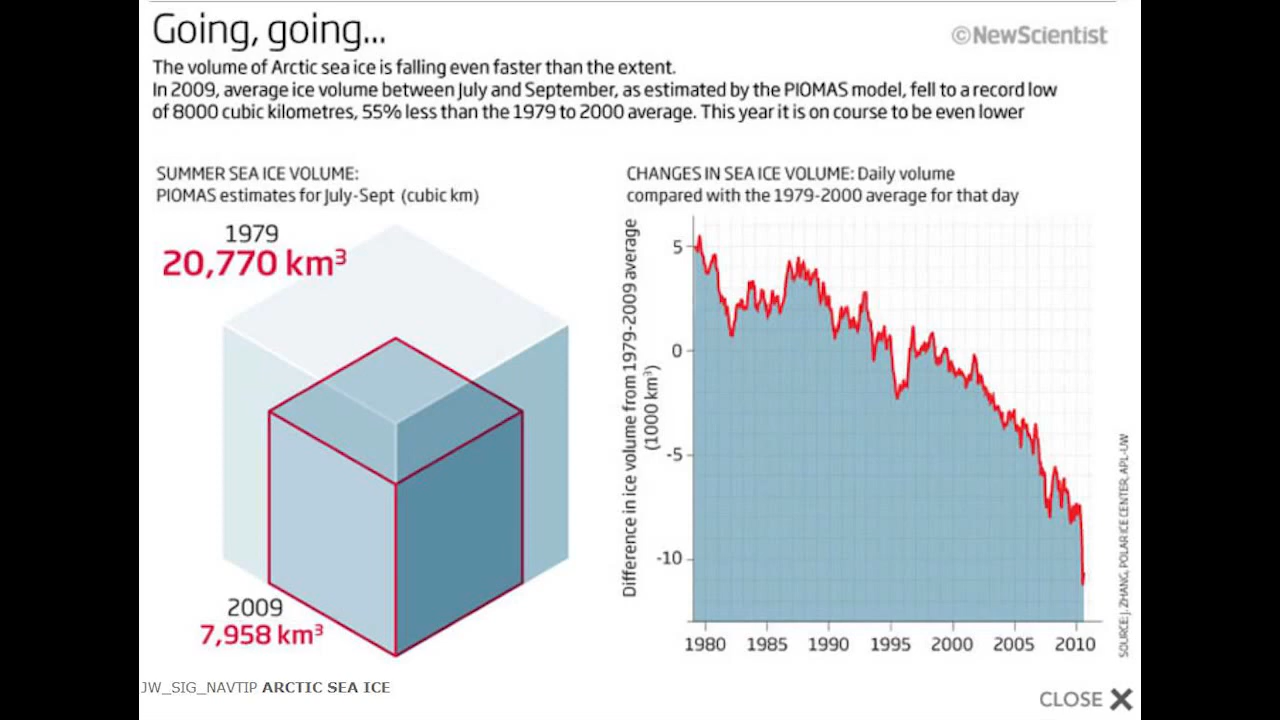 Going, going...
©NewScientist
The volume of Arctic sea ice is falling even faster than the extent.
In 2009, average ice volume between July and September, as estimated by the PIOMAS model, fell to a record low
of 8000 cubic kilometres, 55% less than the 1979 to 2000 average. This year it is on course to be even lower
SUMMER SEA ICE VOLUME:
PIOMAS estimates for July-Sept (cubic km)
1979
20,770 km³
2009
7,958 km³
CHANGES IN SEA ICE VOLUME: Daily volume
compared with the 1979-2000 average for that day
Difference in ice volume from 1979-2009 average
(1000 km³)
5
0
-5
-10
1980 1985 1990 1995 2000 2005 2010
SOURCE: J. ZHANG, POLAR ICE CENTER, APL-UW
JW_SIG_NAVTIP ARCTIC SEA ICE
CLOSE X